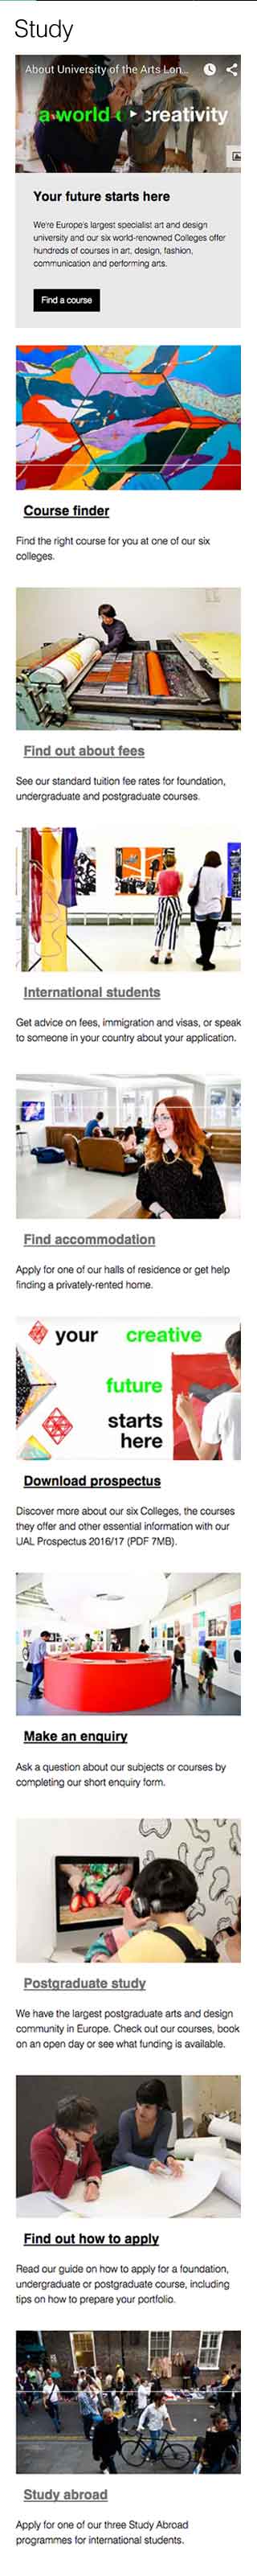 Study
About University of the Arts Lon...
a world of creativity
Your future starts here
We're Europe's largest specialist art and design
university and our six world-renowned Colleges offer
hundreds of courses in art, design, fashion,
communication and performing arts.
Find a course
Course finder
Find the right course for you at one of our six
colleges.
Find out about fees
See our standard tuition fee rates for foundation,
undergraduate and postgraduate courses.
International students
Get advice on fees, immigration and visas, or speak
to someone in your country about your application.
Find accommodation
Apply for one of our halls of residence or get help
finding a privately-rented home.
your creative
future
starts
here
Download prospectus
Discover more about our six Colleges, the courses
they offer and other essential information with our
UAL Prospectus 2016/17 (PDF 7MB).
Make an enquiry
Ask a question about our subjects or courses by
completing our short enquiry form.
Postgraduate study
We have the largest postgraduate arts and design
community in Europe. Check out our courses, book
on an open day or see what funding is available.
Find out how to apply
Read our guide on how to apply for a foundation,
undergraduate or postgraduate course, including
tips on how to prepare your portfolio.
Study abroad
Apply for one of our three Study Abroad
programmes for international students.